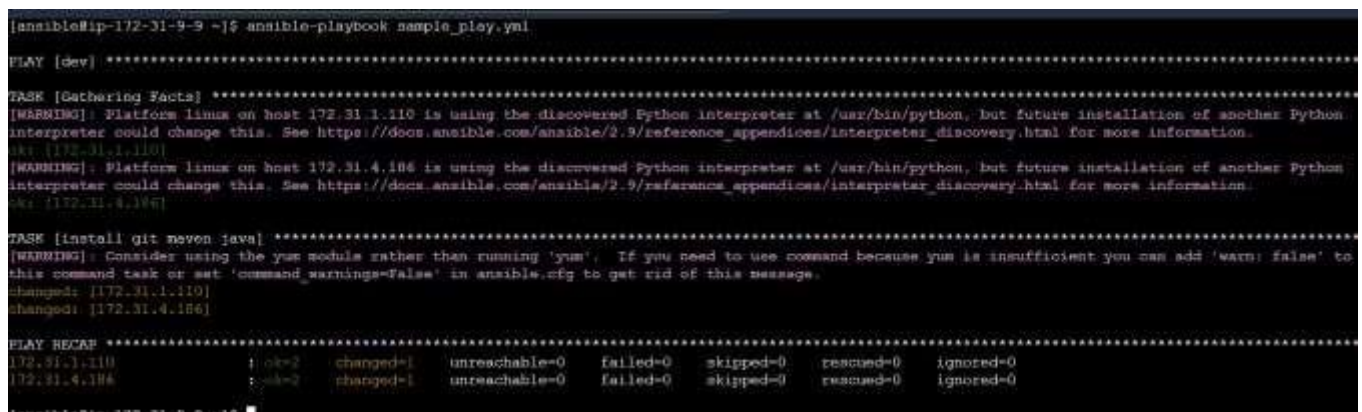 [ansible@ip-172-31-9-9 ~]$ ansible-playbook sample_play.yml
PLAY [dev] ****************************************************************************************************
TASK [Gathering Facts] ****************************************************************************************************
[WARNING]: Platform linux on host 172.31.1.110 is using the discovered Python interpreter at /usr/bin/python, but future installation of another Python
interpreter could change this. See https://docs.ansible.com/ansible/2.9/reference_appendices/interpreter_discovery.html for more information.
ok: [172.31.1.110]
[WARNING]: Platform linux on host 172.31.4.186 is using the discovered Python interpreter at /usr/bin/python, but future installation of another Python
interpreter could change this. See https://docs.ansible.com/ansible/2.9/reference_appendices/interpreter_discovery.html for more information.
ok: [172.31.4.186]
TASK [install git maven java] ****************************************************************************************************
[WARNING]: Consider using the yum module rather than running 'yum'.  If you need to use command because yum is insufficient you can add 'warn: false' to
this command task or set 'command_warnings=False' in ansible.cfg to get rid of this message.
changed: [172.31.1.110]
changed: [172.31.4.186]
PLAY RECAP ****************************************************************************************************
172.31.1.110 : ok=2 changed=1 unreachable=0 failed=0 skipped=0 rescued=0 ignored=0
172.31.4.186 : ok=2 changed=1 unreachable=0 failed=0 skipped=0 rescued=0 ignored=0